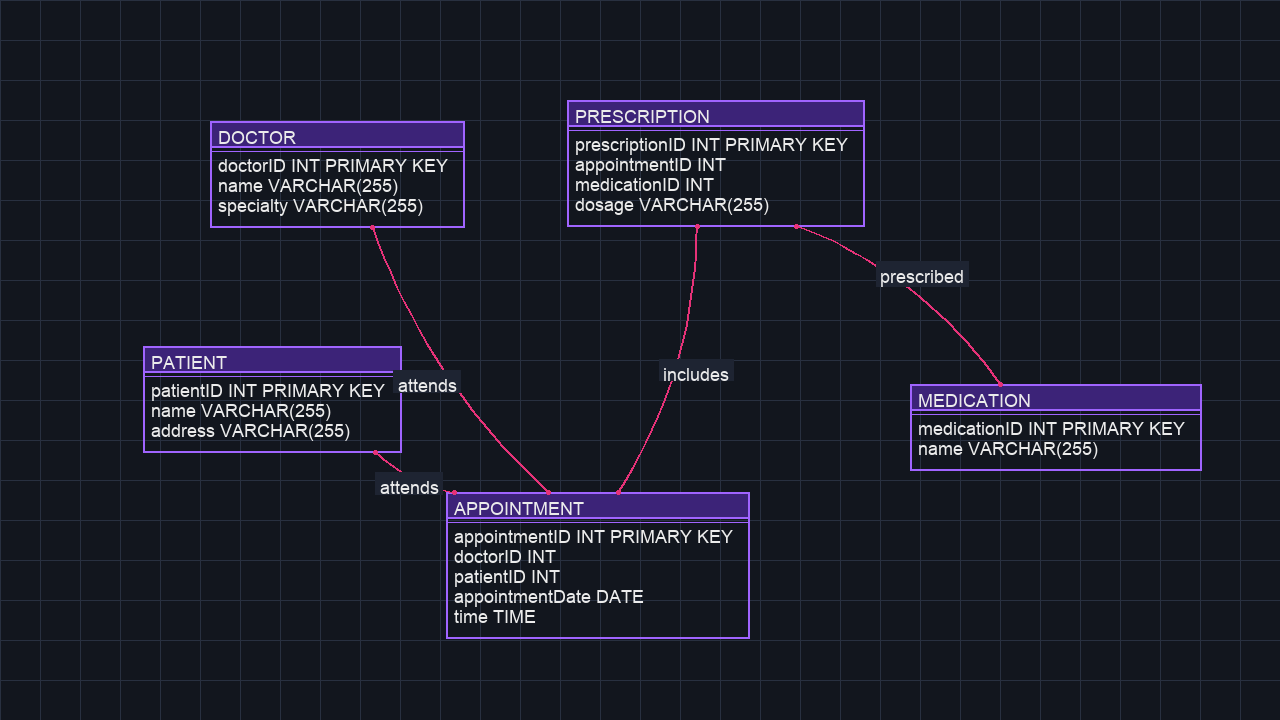 DOCTOR
doctorID INT PRIMARY KEY
name VARCHAR(255)
specialty VARCHAR(255)
PRESCRIPTION
prescriptionID INT PRIMARY KEY
appointmentID INT
medicationID INT
dosage VARCHAR(255)
prescribed
PATIENT
patientID INT PRIMARY KEY
name VARCHAR(255)
address VARCHAR(255)
attends
includes
MEDICATION
medicationID INT PRIMARY KEY
name VARCHAR(255)
attends
APPOINTMENT
appointmentID INT PRIMARY KEY
doctorID INT
patientID INT
appointmentDate DATE
time TIME